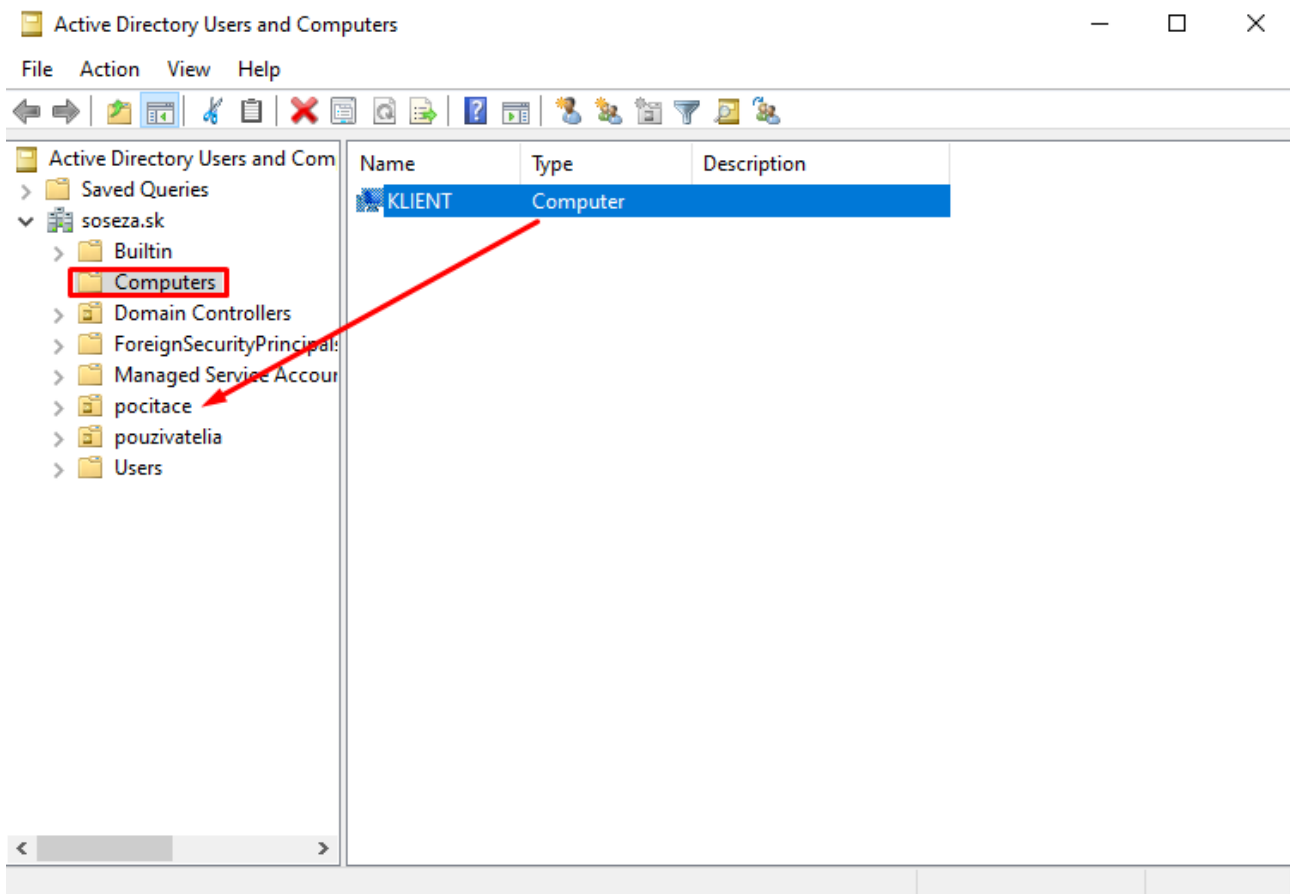 Active Directory Users and Computers
File Action View Help
Active Directory Users and Com
Saved Queries
soseza.sk
Builtin
Computers
Domain Controllers
ForeignSecurityPrincipals
Managed Service Accour
pocitace
pouzivatelia
Users
Name Type Description
KLIENT Computer